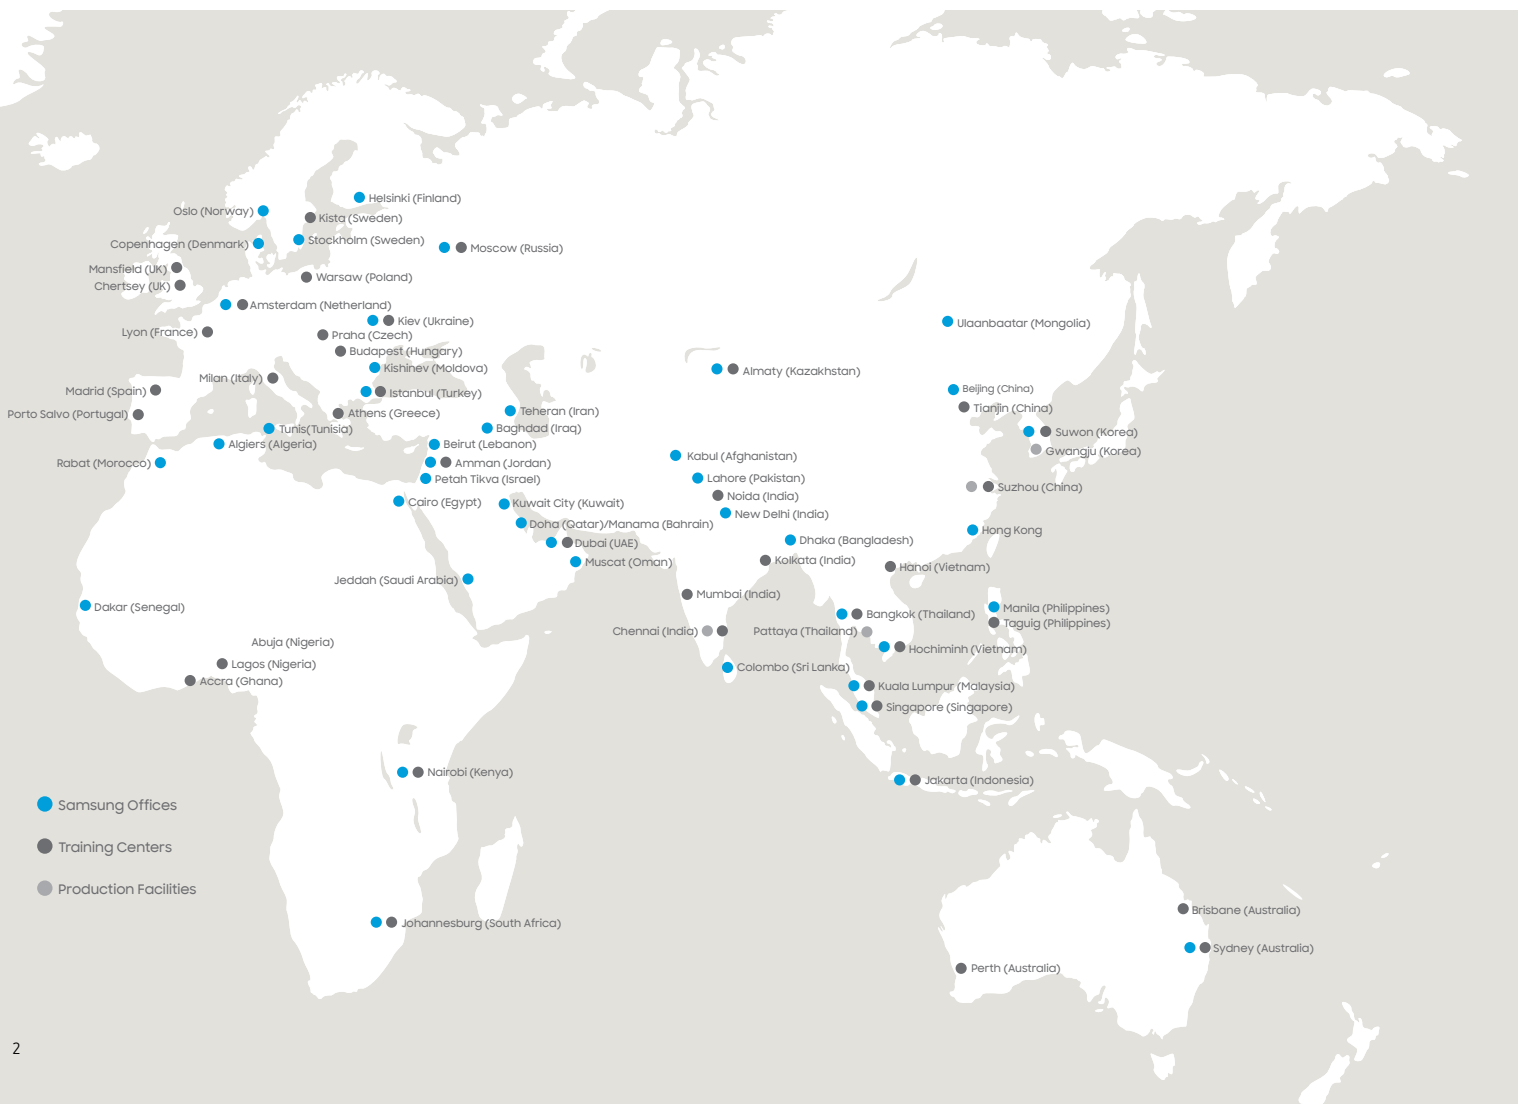 Helsinki (Finland)
Oslo (Norway)
Kista (Sweden)
Stockholm (Sweden)
Copenhagen (Denmark)
Moscow (Russia)
Mansfield (UK)
Warsaw (Poland)
Chertsey (UK)
Amsterdam (Netherland)
Kiev (Ukraine)
Ulaanbaatar (Mongolia)
Lyon (France)
Praha (Czech)
Budapest (Hungary)
Kishinev (Moldova)
Almaty (Kazakhstan)
Milan (Italy)
Beijing (China)
Madrid (Spain)
Istanbul (Turkey)
Tianjin (China)
Teheran (Iran)
Porto Salvo (Portugal)
Athens (Greece)
Tunis(Tunisia)
Baghdad (Iraq)
Suwon (Korea)
Algiers (Algeria)
Beirut (Lebanon)
Gwangju (Korea)
Kabul (Afghanistan)
Rabat (Morocco)
Amman (Jordan)
Petah Tikva (Israel)
Lahore (Pakistan)
Suzhou (China)
Noida (India)
Cairo (Egypt)
Kuwait City (Kuwait)
New Delhi (India)
Doha (Qatar)/Manama (Bahrain)
Hong Kong
Dubai (UAE)
Dhaka (Bangladesh)
Muscat (Oman)
Kolkata (India)
Hanoi (Vietnam)
Jeddah (Saudi Arabia)
Mumbai (India)
Dakar (Senegal)
Manila (Philippines)
Bangkok (Thailand)
Taguig (Philippines)
Chennai (India)
Pattaya (Thailand)
Abuja (Nigeria)
Hochiminh (Vietnam)
Lagos (Nigeria)
Colombo (Sri Lanka)
Accra (Ghana)
Kuala Lumpur (Malaysia)
Singapore (Singapore)
Nairobi (Kenya)
Jakarta (Indonesia)
Samsung Offices
Training Centers
Production Facilities
Brisbane (Australia)
Johannesburg (South Africa)
Sydney (Australia)
Perth (Australia)
2